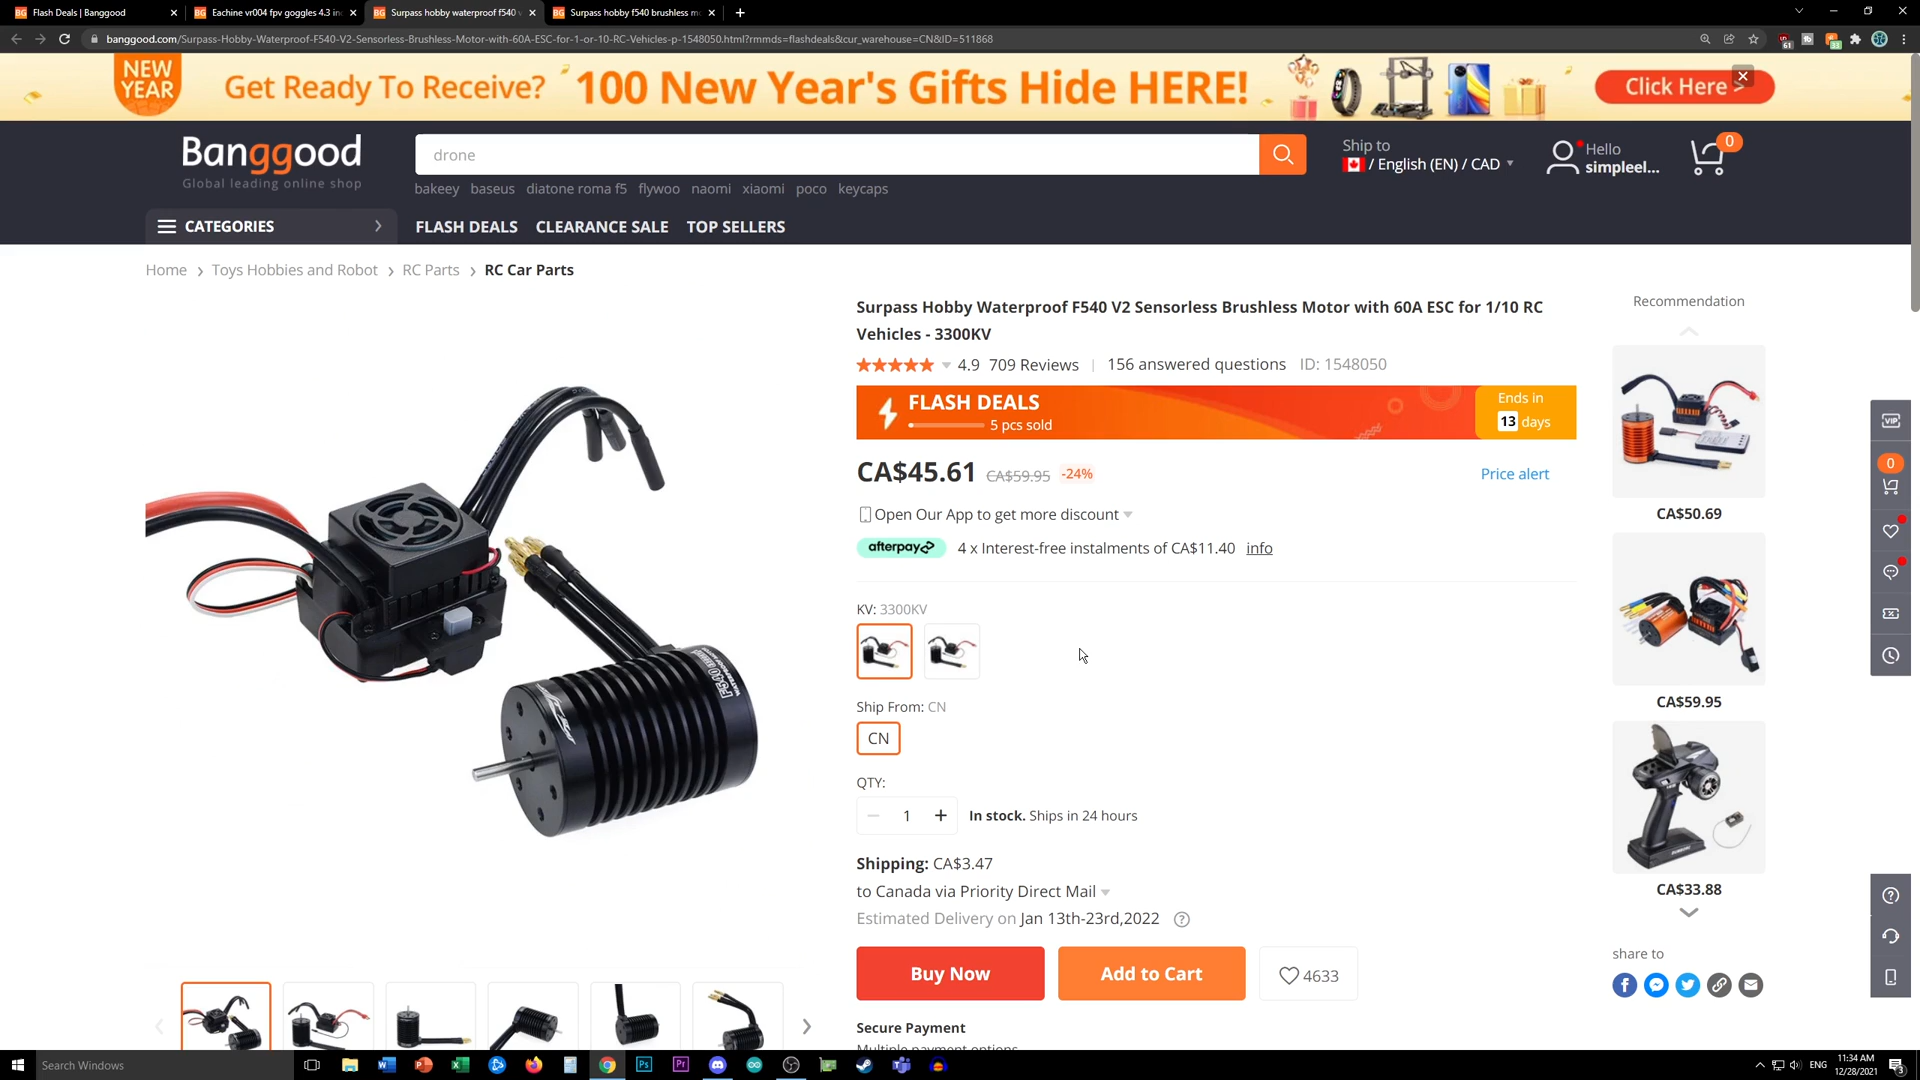 Flash Deals | Banggood
Eachine vr004 fpv goggles 4.3 in
Surpass hobby waterproof f540 v
Surpass hobby f540 brushless m
banggood.com/Surpass-Hobby-Waterproof-F540-V2-Sensorless-Brushless-Motor-with-60A-ESC-for-1-or-10-RC-Vehicles-p-1548050.html?rmmds=flashdeals&cur_warehouse=CN&ID=511868
NEW YEAR
Get Ready To Receive? 100 New Year's Gifts Hide HERE!
Click Here >
Banggood
Global leading online shop
drone
bakeey baseus diatone roma f5 flywoo naomi xiaomi poco keycaps
Ship to
/ English (EN) / CAD
Hello
simpleel...
0
CATEGORIES
FLASH DEALS CLEARANCE SALE TOP SELLERS
Home > Toys Hobbies and Robot > RC Parts > RC Car Parts
Surpass Hobby Waterproof F540 V2 Sensorless Brushless Motor with 60A ESC for 1/10 RC
Vehicles - 3300KV
4.9 709 Reviews | 156 answered questions ID: 1548050
FLASH DEALS
5 pcs sold
Ends in
13 days
CA$45.61 CA$59.95 -24%
Price alert
Open Our App to get more discount
afterpay 4 x Interest-free instalments of CA$11.40 info
KV: 3300KV
Ship From: CN
CN
QTY:
1
In stock. Ships in 24 hours
Shipping: CA$3.47
to Canada via Priority Direct Mail
Estimated Delivery on Jan 13th-23rd,2022
Buy Now
Add to Cart
4633
Secure Payment
Multiple payment options
Recommendation
CA$50.69
CA$59.95
CA$33.88
share to
VIP
0
F540
Search Windows
ENG
11:34 AM
12/28/2021